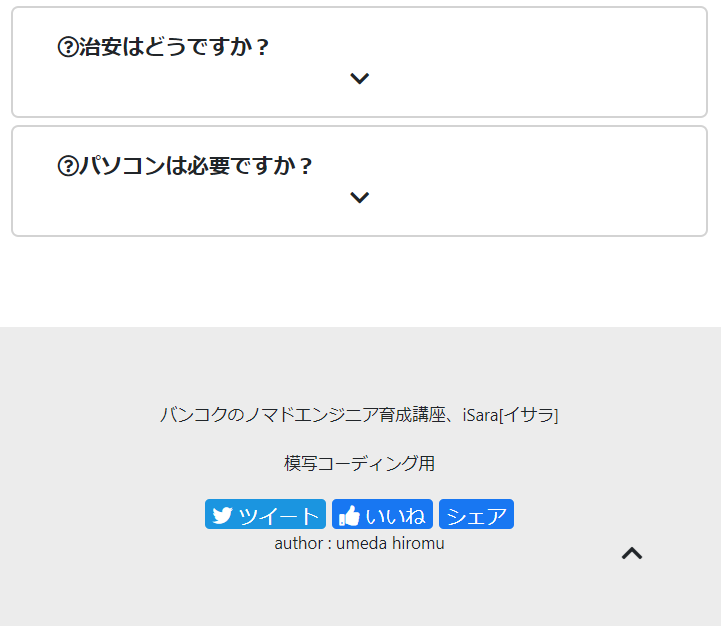 治安はどうですか？
パソコンは必要ですか？
バンコクのノマドエンジニア育成講座、iSara[イサラ]
模写コーディング用
ツイート いいね シェア
author : umeda hiromu